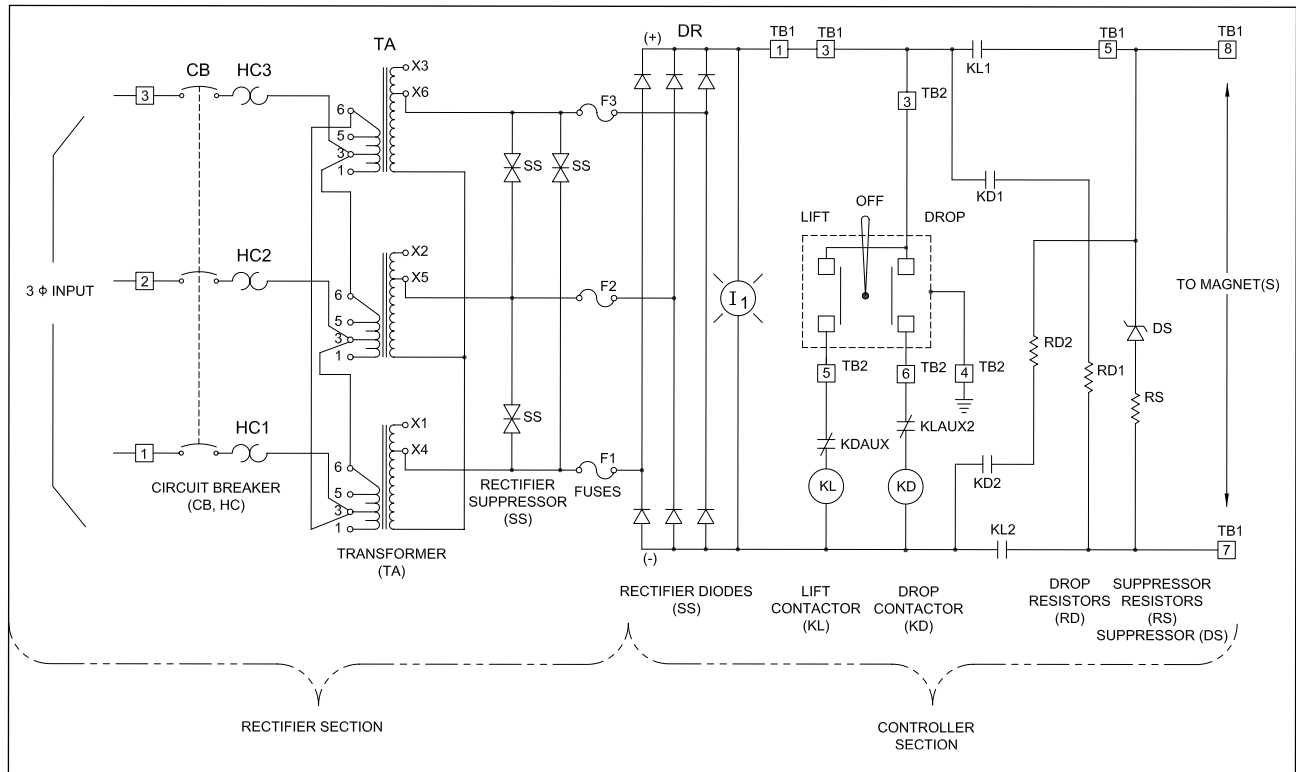 TA
X3
X6
6
5
3
1
CB
HC3
3
F3
SS
SS
(+)
DR
TB1
1
TB1
3
KL1
TB1
5
TB1
8
3
TB2
KD1
LIFT
OFF
DROP
3 Φ INPUT
2
HC2
X2
X5
6
5
3
1
F2
I1
TO MAGNET(S)
DS
RD2
RD1
RS
5
TB2
6
TB2
4
TB2
KDAUX
KLAUX2
KL
KD
KD2
KL2
1
HC1
X1
X4
6
5
3
1
SS
F1
FUSES
RECTIFIER
SUPPRESSOR
(SS)
CIRCUIT BREAKER
(CB, HC)
TRANSFORMER
(TA)
(-)
TB1
7
RECTIFIER DIODES
(SS)
LIFT
CONTACTOR
(KL)
DROP
CONTACTOR
(KD)
DROP
RESISTORS
(RD)
SUPPRESSOR
RESISTORS
(RS)
SUPPRESSOR (DS)
RECTIFIER SECTION
CONTROLLER
SECTION